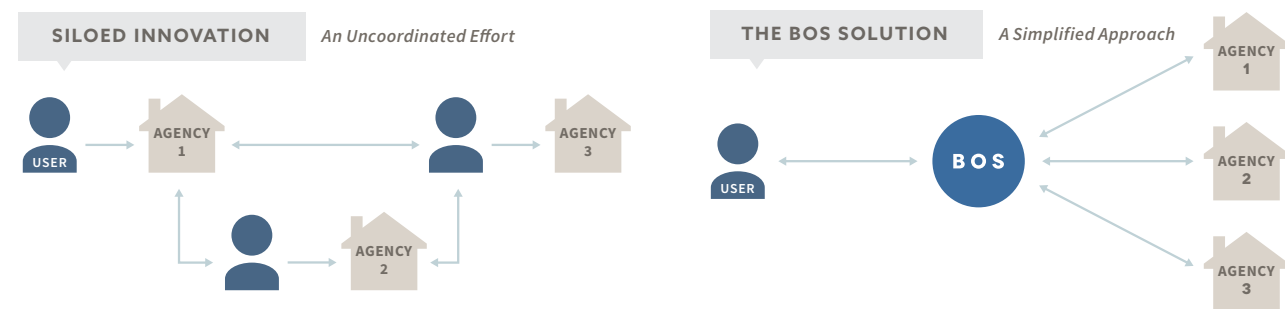 SILOED INNOVATION
An Uncoordinated Effort
USER
AGENCY
1
AGENCY
3
AGENCY
2
THE BOS SOLUTION
A Simplified Approach
USER
BOS
AGENCY
1
AGENCY
2
AGENCY
3